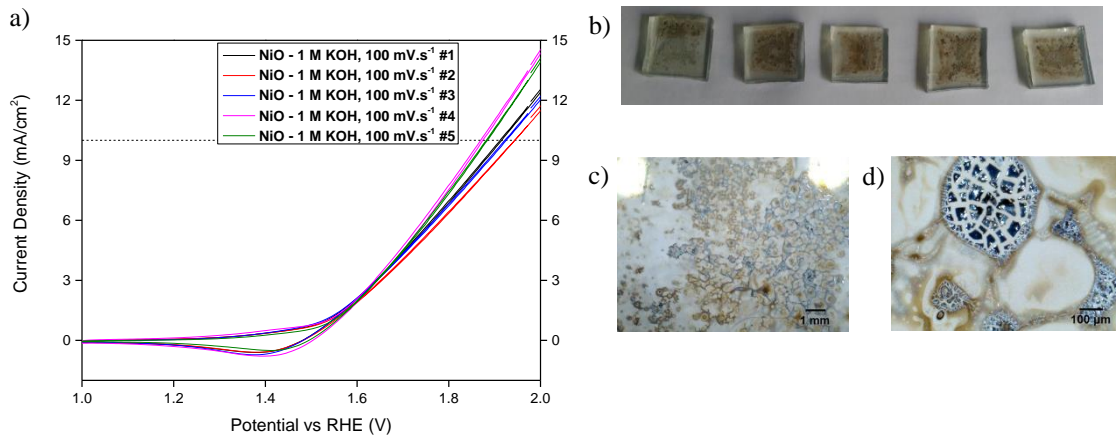 a)
15
12
9
6
3
0
15
12
9
6
3
0
NiO - 1 M KOH, 100 mV.s⁻¹ #1
NiO - 1 M KOH, 100 mV.s⁻¹ #2
NiO - 1 M KOH, 100 mV.s⁻¹ #3
NiO - 1 M KOH, 100 mV.s⁻¹ #4
NiO - 1 M KOH, 100 mV.s⁻¹ #5
Current Density (mA/cm²)
1.0 1.2 1.4 1.6 1.8 2.0
Potential vs RHE (V)
b)
c)
1 mm
d)
100 µm